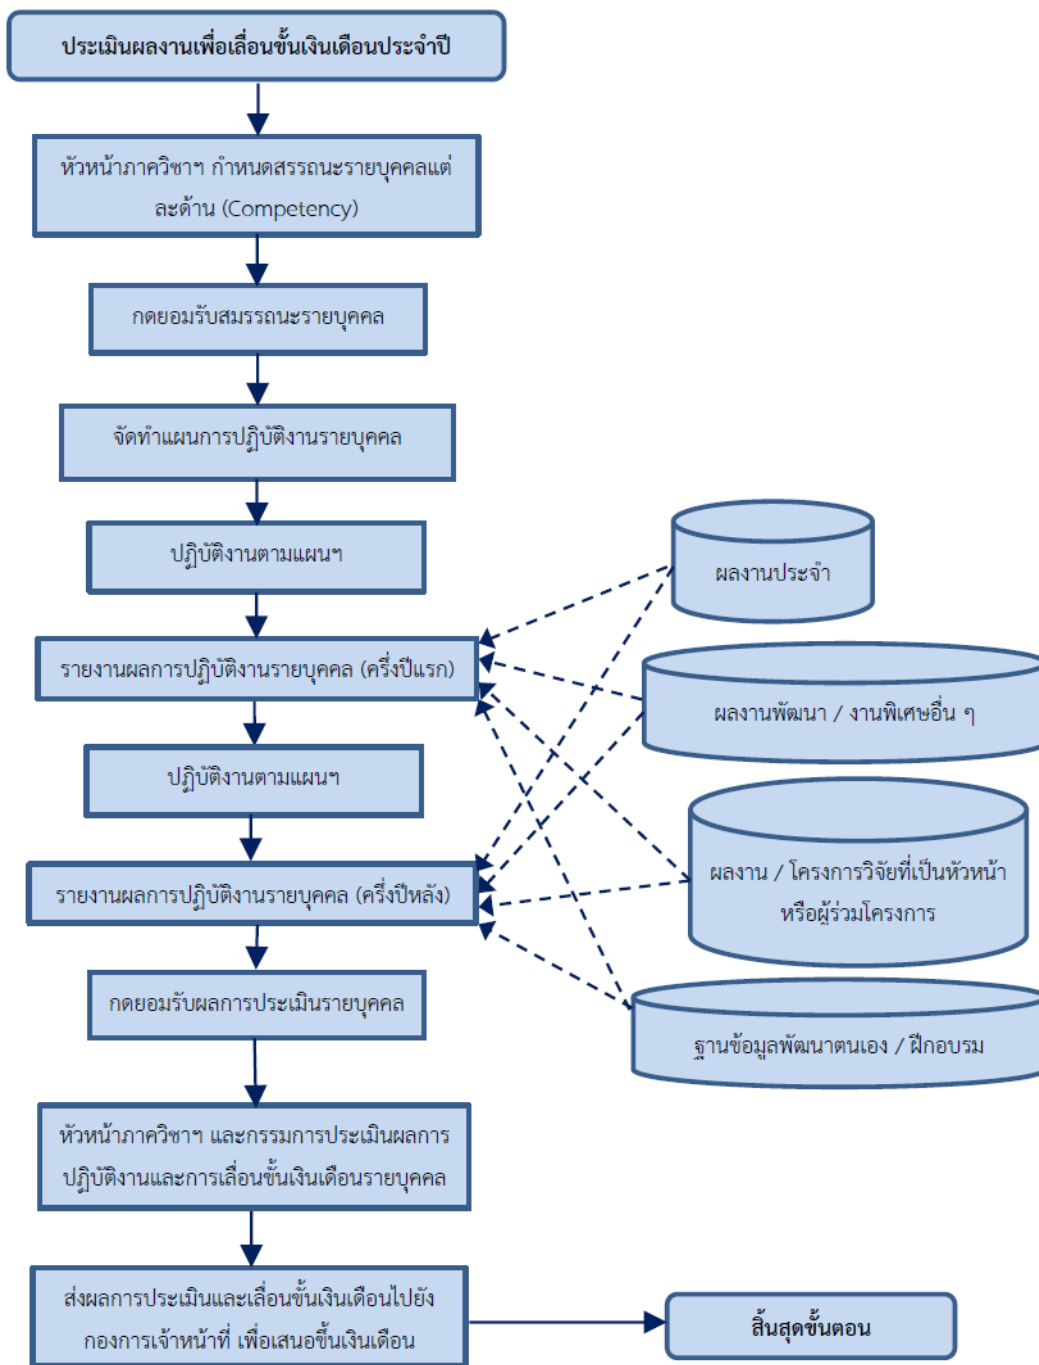 ประเมินผลงานเพื่อเลื่อนขั้นเงินเดือนประจำปี
หัวหน้าภาควิชาฯ กำหนดสรรถนะรายบุคคลแต่
ละด้าน (Competency)
กดยอมรับสมรรถนะรายบุคคล
จัดทำแผนการปฏิบัติงานรายบุคคล
ปฏิบัติงานตามแผนฯ
ผลงานประจำ
รายงานผลการปฏิบัติงานรายบุคคล (ครึ่งปีแรก)
ผลงานพัฒนา / งานพิเศษอื่น ๆ
ปฏิบัติงานตามแผนฯ
ผลงาน / โครงการวิจัยที่เป็นหัวหน้า
หรือผู้ร่วมโครงการ
รายงานผลการปฏิบัติงานรายบุคคล (ครึ่งปีหลัง)
กดยอมรับผลการประเมินรายบุคคล
ฐานข้อมูลพัฒนาตนเอง / ฝึกอบรม
หัวหน้าภาควิชาฯ และกรรมการประเมินผลการ
ปฏิบัติงานและการเลื่อนขั้นเงินเดือนรายบุคคล
ส่งผลการประเมินและเลื่อนขั้นเงินเดือนไปยัง
กองการเจ้าหน้าที่ เพื่อเสนอขึ้นเงินเดือน
สิ้นสุดขั้นตอน